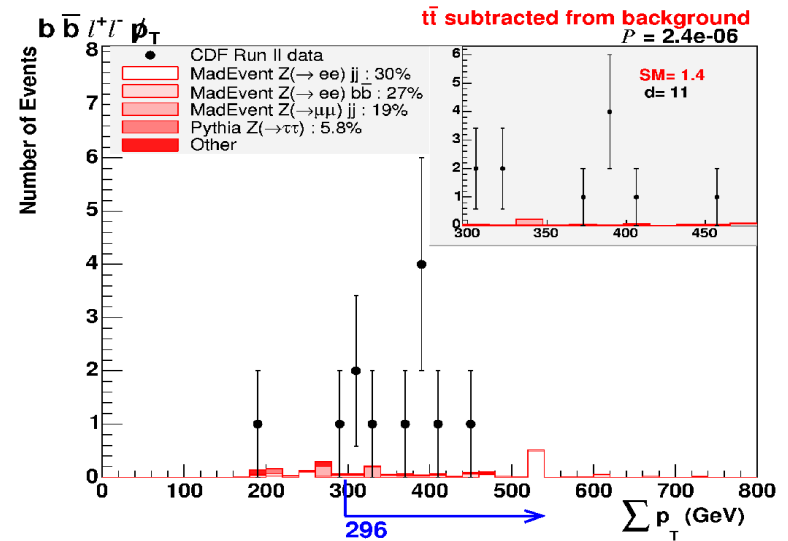 tt̄ subtracted from background
b b̄ l⁺ l⁻ p̸_T
P = 2.4e-06
CDF Run II data
MadEvent Z(→ ee) jj : 30%
MadEvent Z(→ ee) bb̄ : 27%
MadEvent Z(→μμ) jj : 19%
Pythia Z(→ττ) : 5.8%
Other
SM= 1.4
d= 11
6
5
4
3
2
1
0
300 350 400 450
Number of Events
8
7
6
5
4
3
2
1
0
0 100 200 300 400 500 600 700 800
296
∑ p_T (GeV)